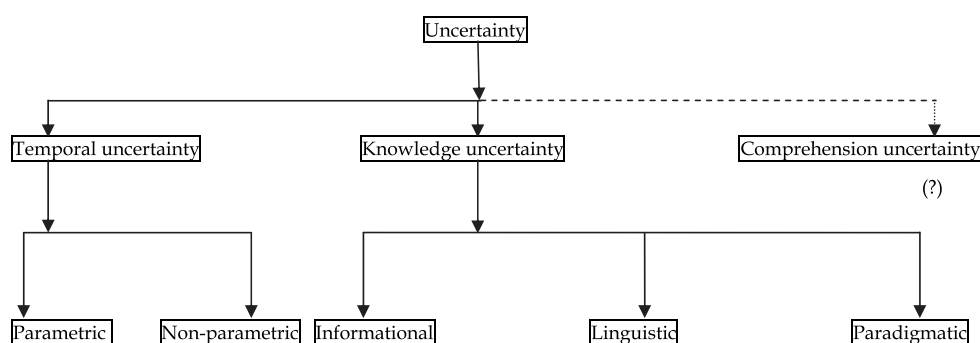 Uncertainty
Temporal uncertainty
Knowledge uncertainty
Comprehension uncertainty
(?)
Parametric
Non-parametric
Informational
Linguistic
Paradigmatic